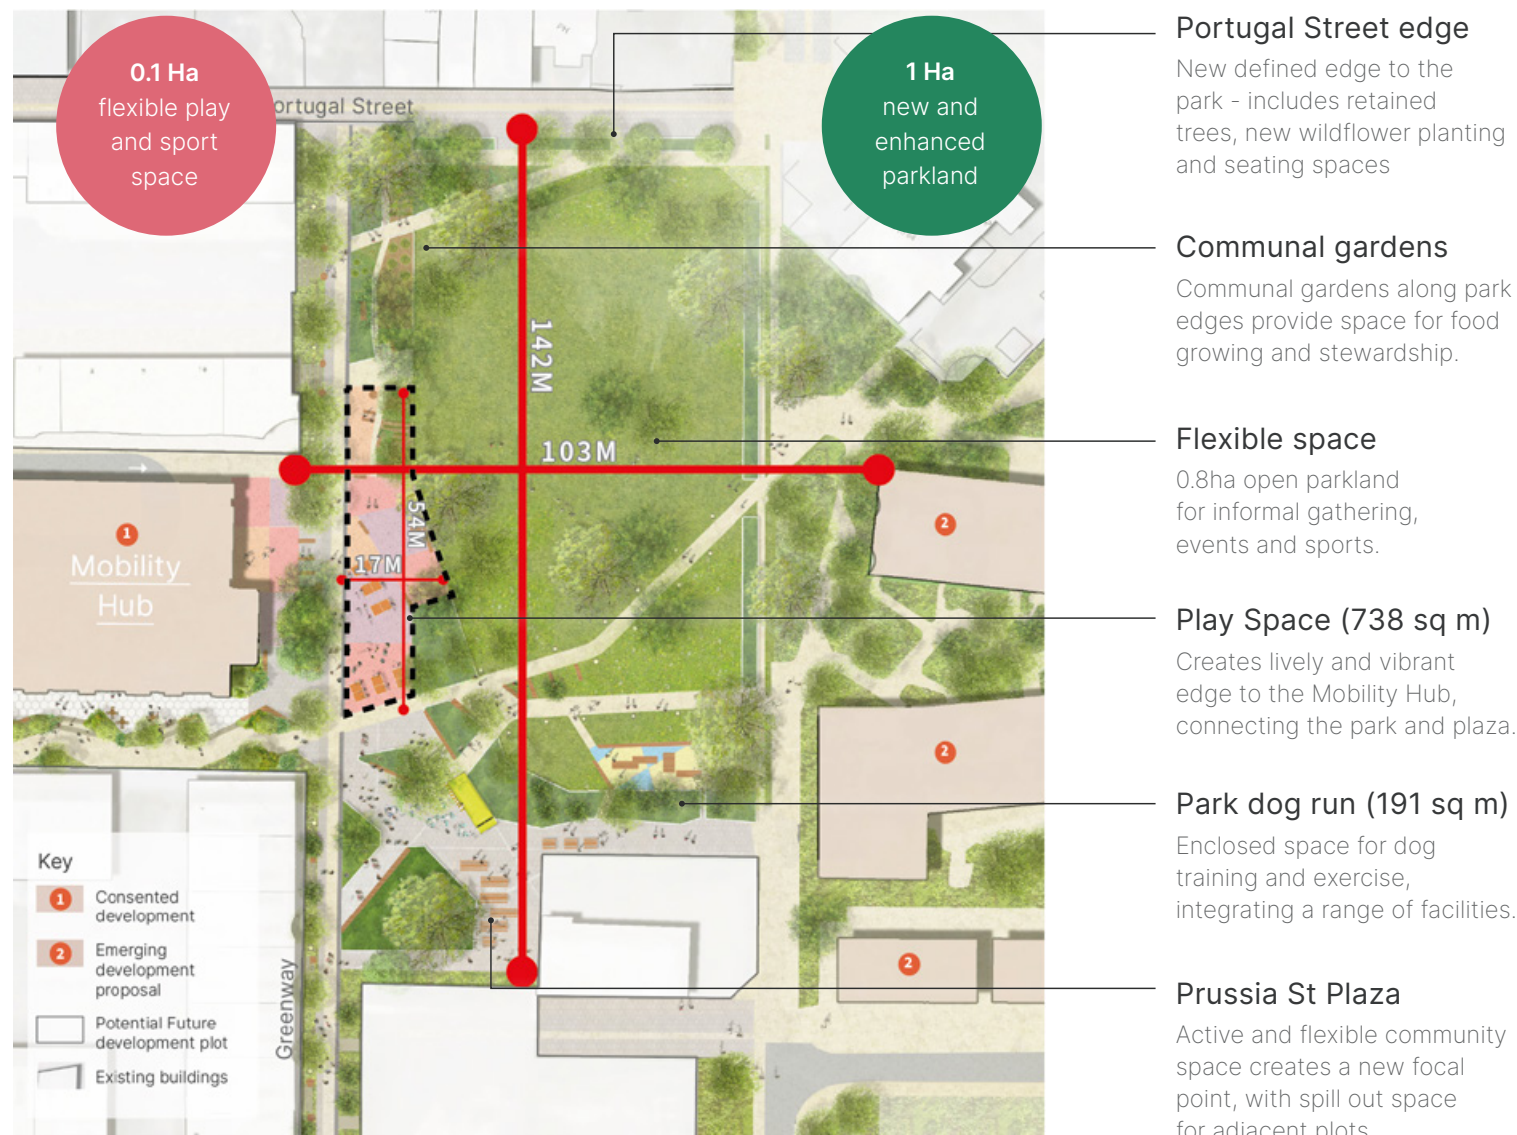 0.1 Ha
flexible play
and sport
space
ortugal Street
1 Ha
new and
enhanced
parkland
142M
103M
54M
17M
1
Mobility
Hub
2
2
2
Key
1 Consented
development
2 Emerging
development
proposal
Potential Future
development plot
Existing buildings
Greenway
Portugal Street edge
New defined edge to the
park - includes retained
trees, new wildflower planting
and seating spaces
Communal gardens
Communal gardens along park
edges provide space for food
growing and stewardship.
Flexible space
0.8ha open parkland
for informal gathering,
events and sports.
Play Space (738 sq m)
Creates lively and vibrant
edge to the Mobility Hub,
connecting the park and plaza.
Park dog run (191 sq m)
Enclosed space for dog
training and exercise,
integrating a range of facilities.
Prussia St Plaza
Active and flexible community
space creates a new focal
point, with spill out space
for adjacent plots